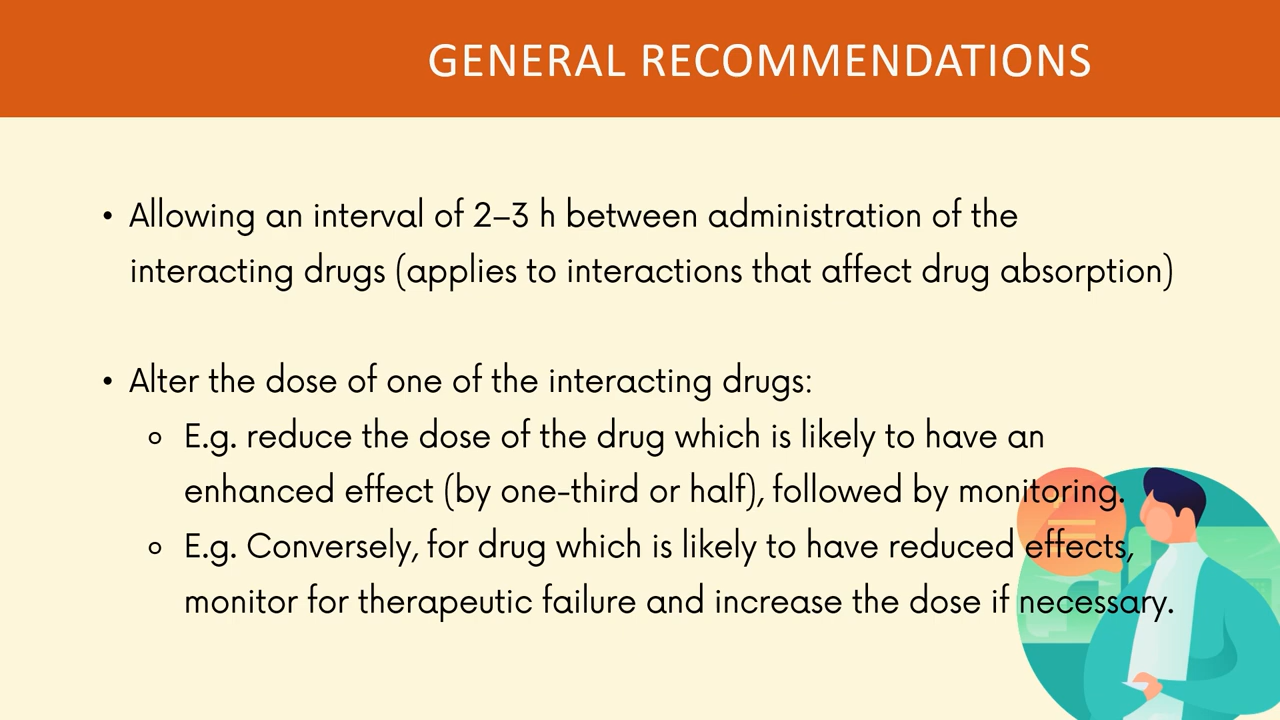 GENERAL RECOMMENDATIONS
• Allowing an interval of 2–3 h between administration of the
interacting drugs (applies to interactions that affect drug absorption)
• Alter the dose of one of the interacting drugs:
◦ E.g. reduce the dose of the drug which is likely to have an
enhanced effect (by one-third or half), followed by monitoring.
◦ E.g. Conversely, for drug which is likely to have reduced effects,
monitor for therapeutic failure and increase the dose if necessary.